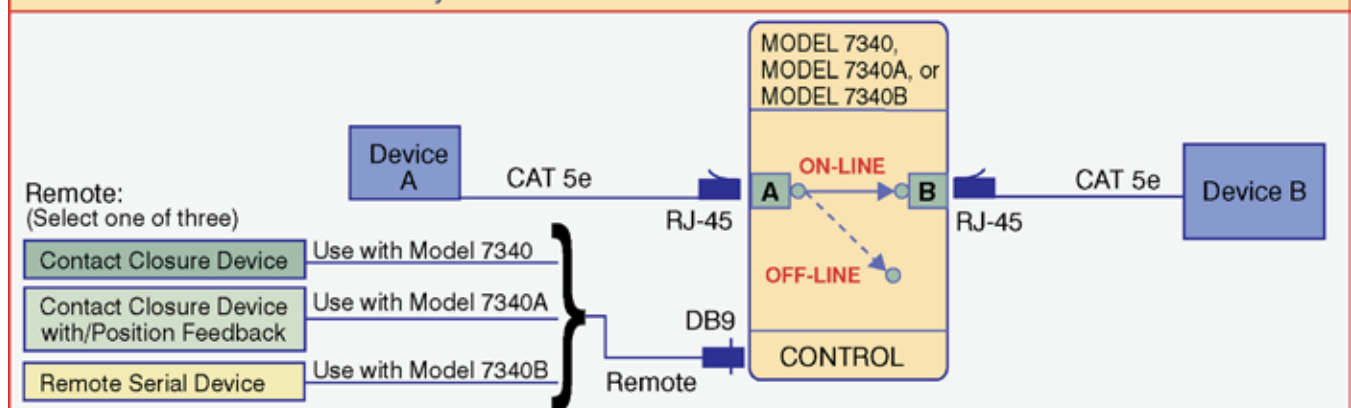 MODEL 7340,
MODEL 7340A, or
MODEL 7340B
Device
A
CAT 5e
RJ-45
A
ON-LINE
B
OFF-LINE
RJ-45
CAT 5e
Device B
Remote:
(Select one of three)
Contact Closure Device
Use with Model 7340
Contact Closure Device
with/Position Feedback
Use with Model 7340A
Remote Serial Device
Use with Model 7340B
Remote
DB9
CONTROL